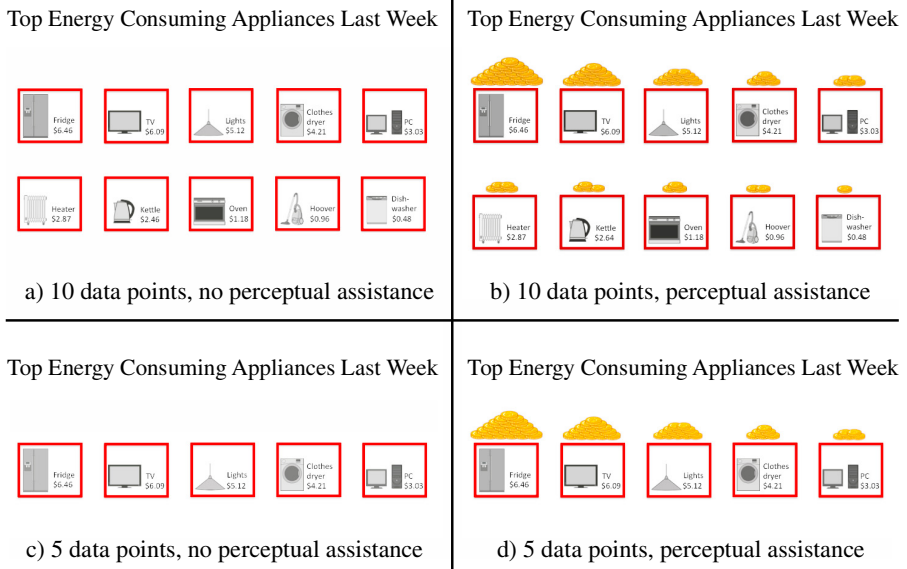 Top Energy Consuming Appliances Last Week
Fridge
$6.46
TV
$6.09
Lights
$5.12
Clothes
dryer
$4.21
PC
$3.03
Heater
$2.87
Kettle
$2.46
Oven
$1.18
Hoover
$0.96
Dish-
washer
$0.48
a) 10 data points, no perceptual assistance
Top Energy Consuming Appliances Last Week
Fridge
$6.46
TV
$6.09
Lights
$5.12
Clothes
dryer
$4.21
PC
$3.03
Heater
$2.87
Kettle
$2.64
Oven
$1.18
Hoover
$0.96
Dish-
washer
$0.48
b) 10 data points, perceptual assistance
Top Energy Consuming Appliances Last Week
Fridge
$6.46
TV
$6.09
Lights
$5.12
Clothes
dryer
$4.21
PC
$3.03
c) 5 data points, no perceptual assistance
Top Energy Consuming Appliances Last Week
Fridge
$6.46
TV
$6.09
Lights
$5.12
Clothes
dryer
$4.21
PC
$3.03
d) 5 data points, perceptual assistance